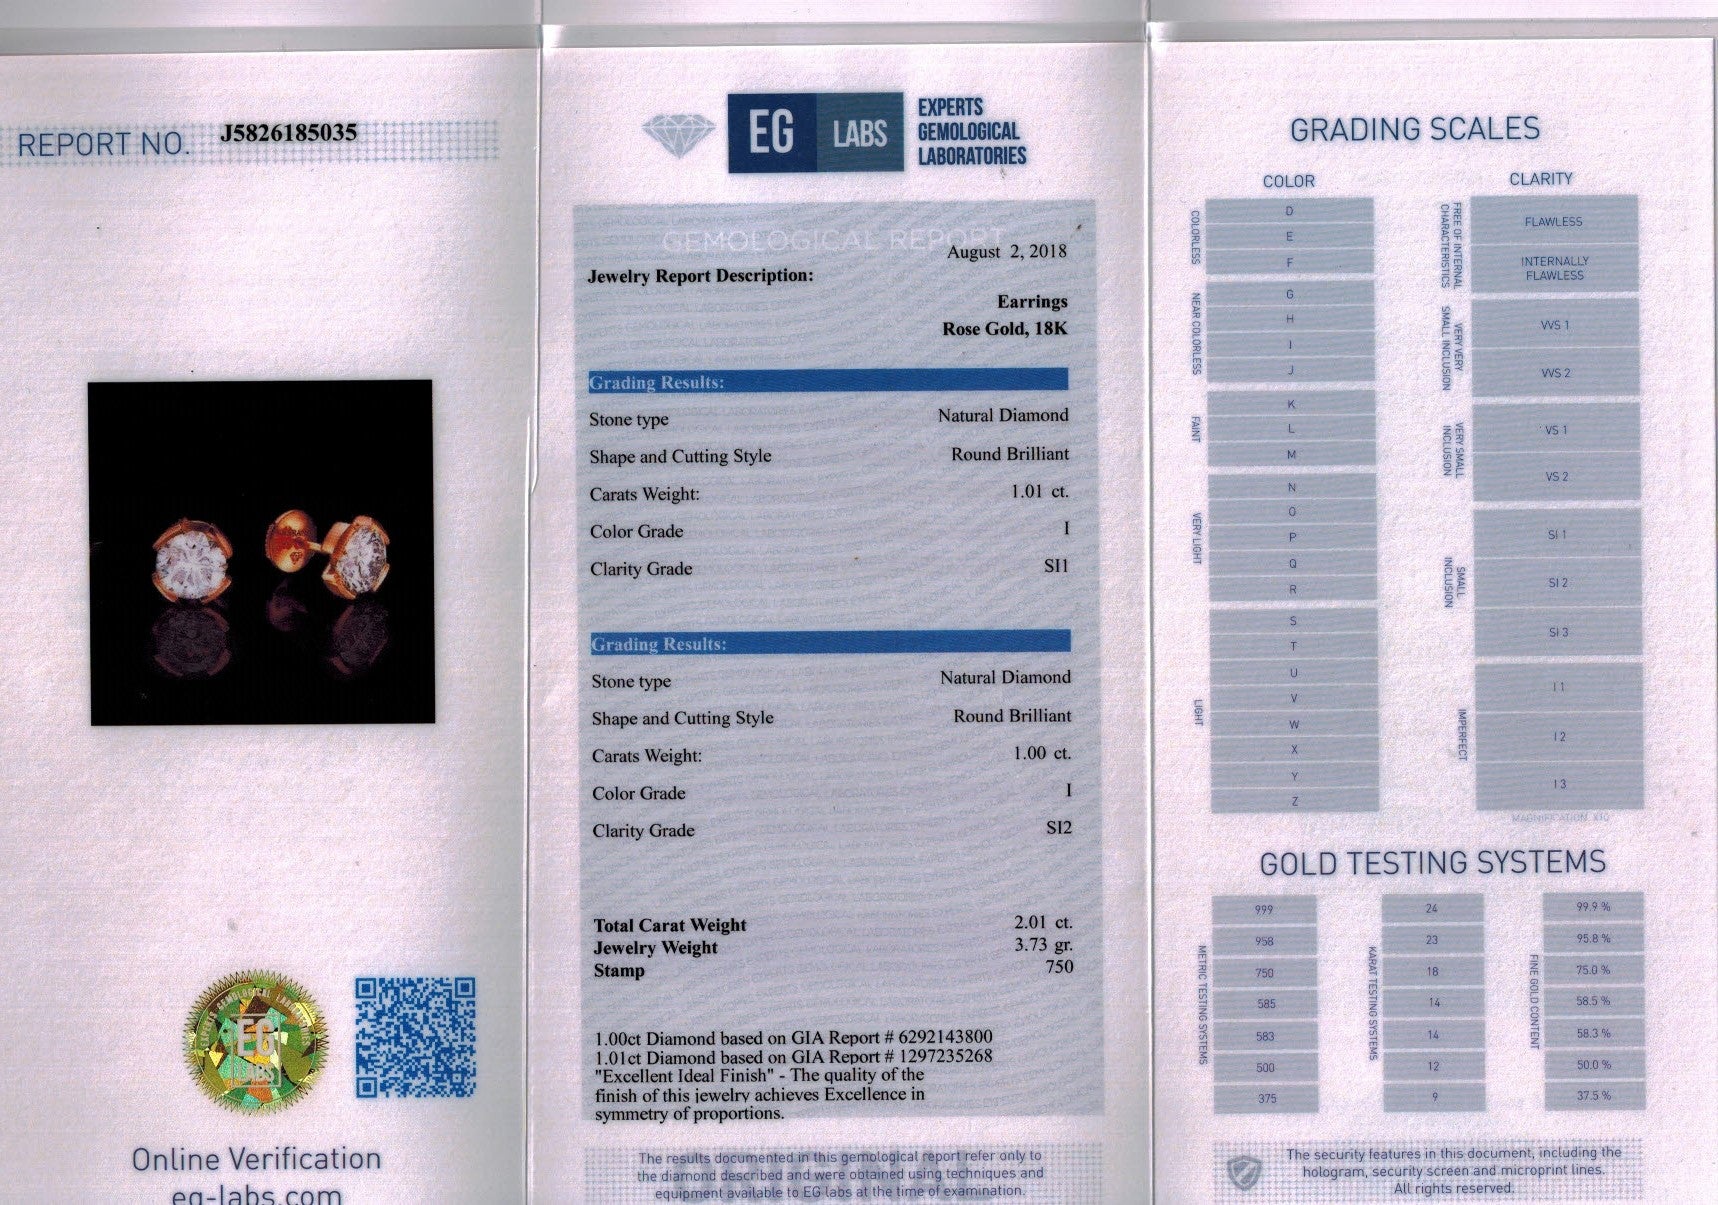 REPORT NO. J5826185035
Online Verification
eg-labs.com
EG LABS
EXPERTS
GEMOLOGICAL
LABORATORIES
GEMOLOGICAL REPORT
August 2, 2018
Jewelry Report Description:
Earrings
Rose Gold, 18K
Grading Results:
Stone type Natural Diamond
Shape and Cutting Style Round Brilliant
Carats Weight: 1.01 ct.
Color Grade I
Clarity Grade SI1
Grading Results:
Stone type Natural Diamond
Shape and Cutting Style Round Brilliant
Carats Weight: 1.00 ct.
Color Grade I
Clarity Grade SI2
Total Carat Weight 2.01 ct.
Jewelry Weight 3.73 gr.
Stamp 750
1.00ct Diamond based on GIA Report # 6292143800
1.01ct Diamond based on GIA Report # 1297235268
"Excellent Ideal Finish" - The quality of the
finish of this jewelry achieves Excellence in
symmetry of proportions.
The results documented in this gemological report refer only to
the diamond described and were obtained using techniques and
equipment available to EG labs at the time of examination.
GRADING SCALES
COLOR
COLORLESS
D
E
F
NEAR COLORLESS
G
H
I
J
FAINT
K
L
M
VERY LIGHT
N
O
P
Q
R
LIGHT
S
T
U
V
W
X
Y
Z
CLARITY
FREE OF INTERNAL
CHARACTERISTICS
FLAWLESS
INTERNALLY
FLAWLESS
VERY VERY
SMALL INCLUSION
VVS 1
VVS 2
VERY SMALL
INCLUSION
VS 1
VS 2
SMALL
INCLUSION
SI 1
SI 2
SI 3
IMPERFECT
I 1
I 2
I 3
MAGNIFICATION X10
GOLD TESTING SYSTEMS
METRIC TESTING SYSTEMS
999
958
750
585
583
500
375
KARAT TESTING SYSTEMS
24
23
18
14
14
12
9
FINE GOLD CONTENT
99.9 %
95.8 %
75.0 %
58.5 %
58.3 %
50.0 %
37.5 %
The security features in this document, including the
hologram, security screen and microprint lines.
All rights reserved.